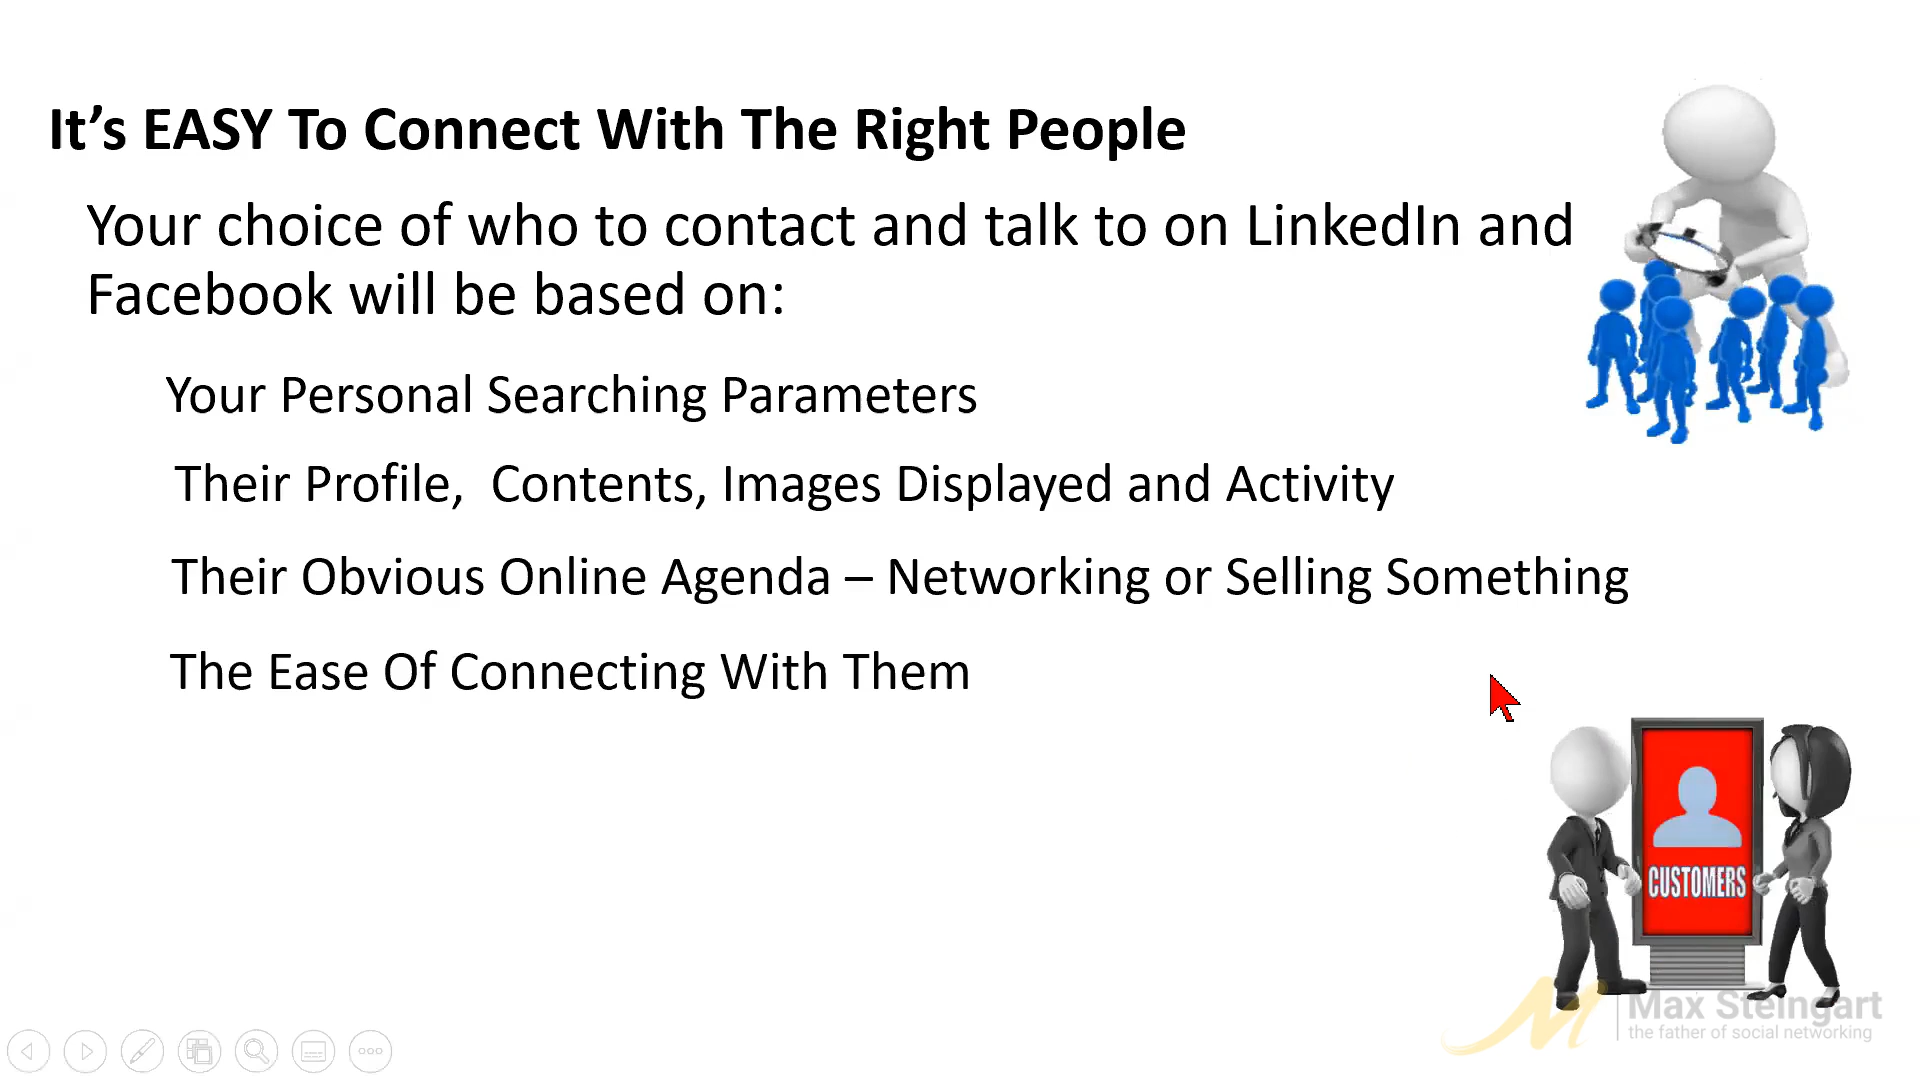 It’s EASY To Connect With The Right People
Your choice of who to contact and talk to on LinkedIn and
Facebook will be based on:
Your Personal Searching Parameters
Their Profile,  Contents, Images Displayed and Activity
Their Obvious Online Agenda – Networking or Selling Something
The Ease Of Connecting With Them
CUSTOMERS
M
Max Steingart
the father of social networking